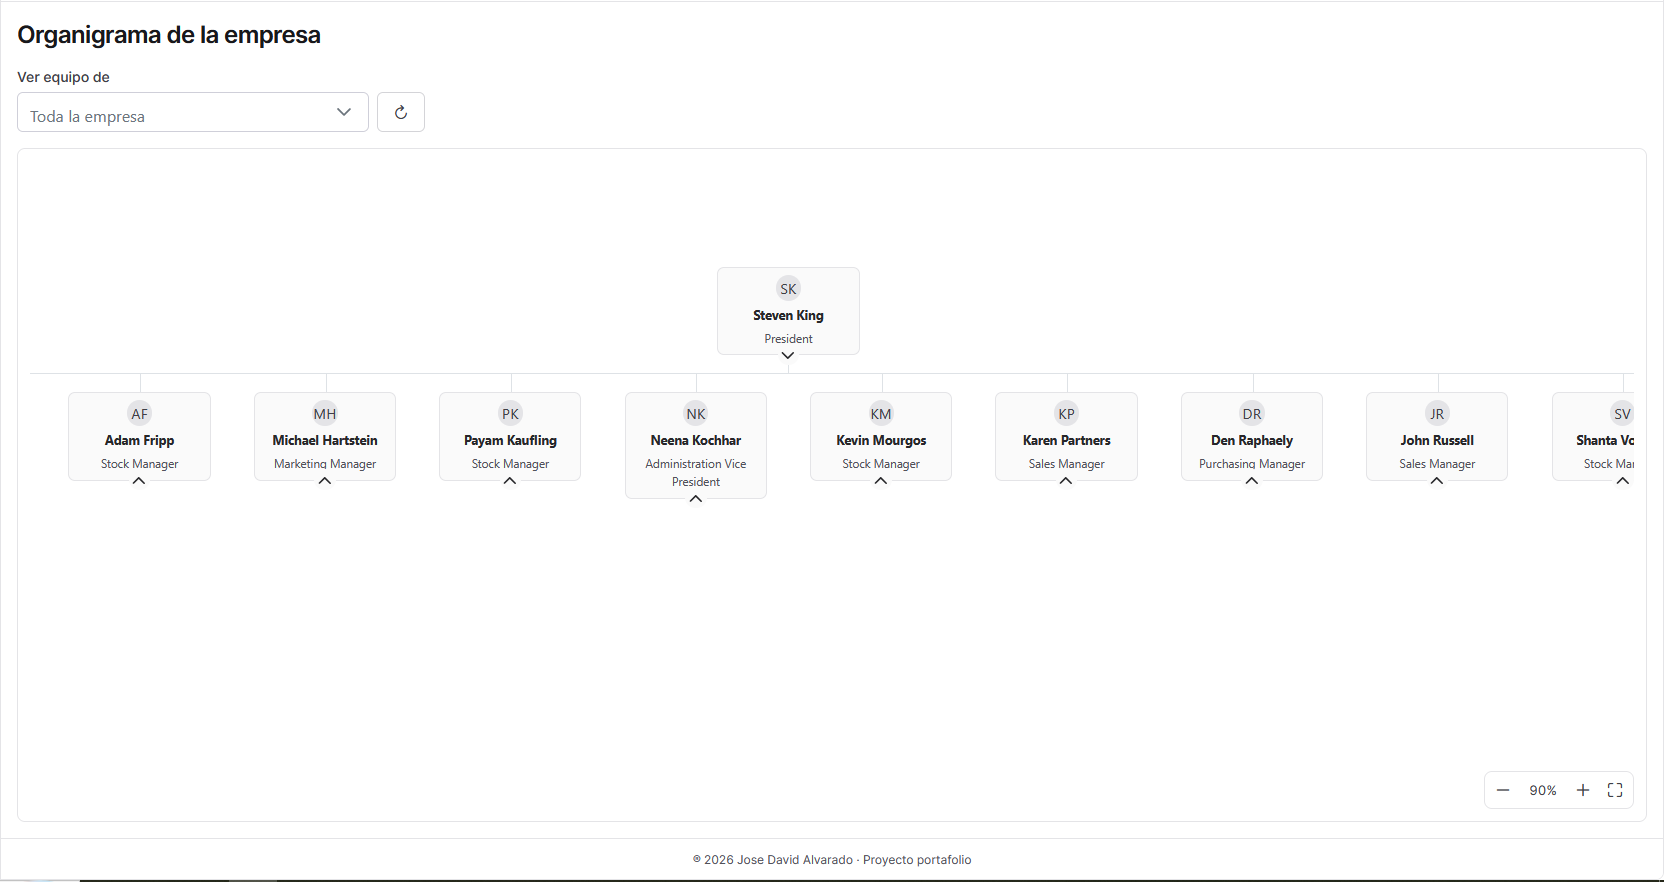 Organigrama de la empresa
Ver equipo de
Toda la empresa
SK
Steven King
President
AF
Adam Fripp
Stock Manager
MH
Michael Hartstein
Marketing Manager
PK
Payam Kaufling
Stock Manager
NK
Neena Kochhar
Administration Vice
President
KM
Kevin Mourgos
Stock Manager
KP
Karen Partners
Sales Manager
DR
Den Raphaely
Purchasing Manager
JR
John Russell
Sales Manager
SV
Shanta
Stock
90%
© 2026 Jose David Alvarado · Proyecto portafolio